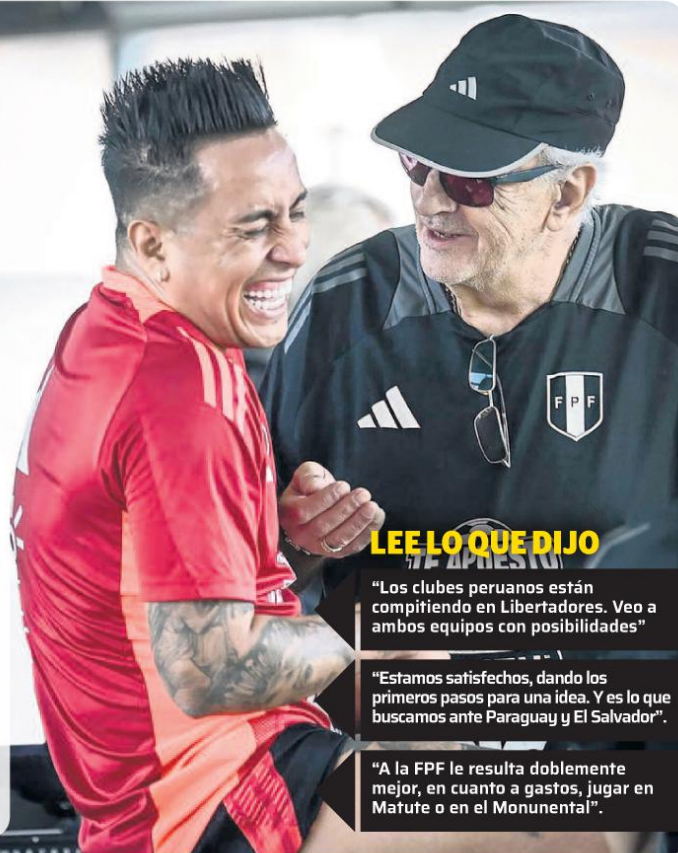 FPF
LEE LO QUE DIJO
TE APUESTO
“Los clubes peruanos están
compitiendo en Libertadores. Veo a
ambos equipos con posibilidades”
“Estamos satisfechos, dando los
primeros pasos para una idea. Y es lo que
buscamos ante Paraguay y El Salvador”.
“A la FPF le resulta doblemente
mejor, en cuanto a gastos, jugar en
Matute o en el Monunental”.